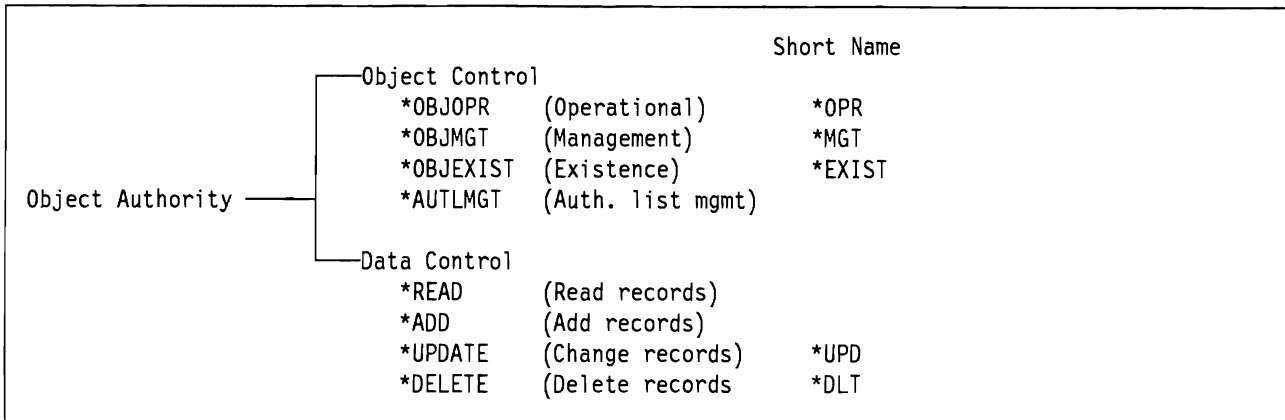 Short Name
Object Control
*OBJOPR (Operational) *OPR
*OBJMGT (Management) *MGT
*OBJEXIST (Existence) *EXIST
Object Authority
*AUTLMGT (Auth. list mgmt)
Data Control
*READ (Read records)
*ADD (Add records)
*UPDATE (Change records) *UPD
*DELETE (Delete records *DLT